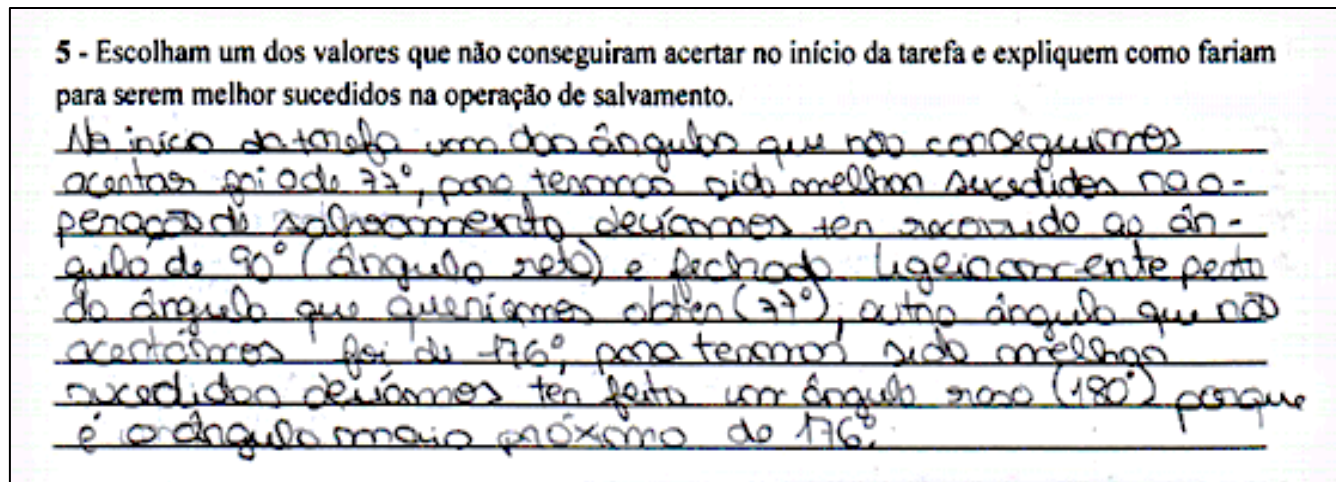 5 - Escolham um dos valores que não conseguiram acertar no início da tarefa e expliquem como fariam
para serem melhor sucedidos na operação de salvamento.
No início da tarefa um dos ângulos que não conseguimos
acertar foi o de 77°, para termos sido melhor sucedidos na o-
peração de salvamento devíamos ter recorrido ao ân-
gulo de 90° (ângulo reto) e fechado ligeiramente perto
do ângulo que queríamos obter (77°), outro ângulo que não
acertámos foi de 176°, para termos sido melhor
sucedidos devíamos ter feito um ângulo raso (180°) porque
é o ângulo mais próximo do 176°.